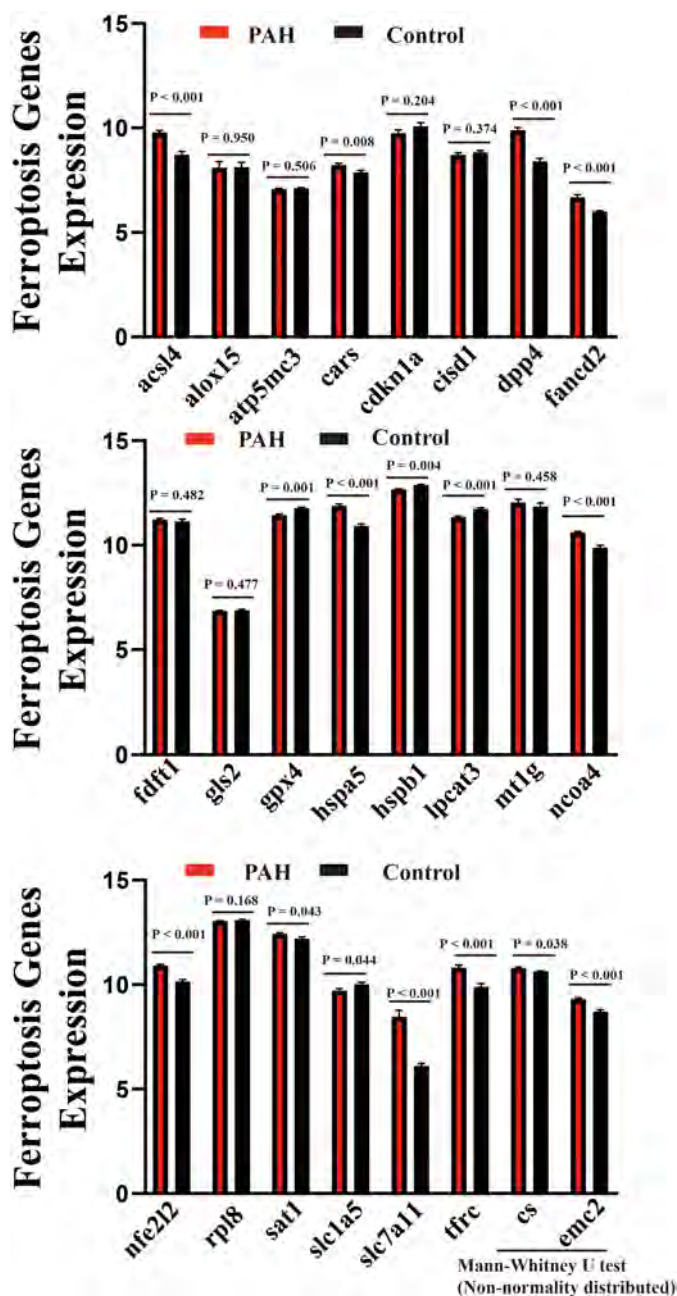 PAH Control
Ferroptosis Genes
Expression
15
10
5
0
P < 0.001
P = 0.950
P = 0.506
P = 0.008
P = 0.204
P = 0.374
P < 0.001
P < 0.001
acsl4
alox15
atp5mc3
cars
cdkn1a
cisd1
dpp4
fancd2
PAH Control
Ferroptosis Genes
Expression
15
10
5
0
P = 0.482
P = 0.477
P = 0.001
P < 0.001
P = 0.004
P < 0.001
P = 0.458
P < 0.001
fdft1
gls2
gpx4
hspa5
hspb1
lpcat3
mt1g
ncoa4
PAH Control
Ferroptosis Genes
Expression
15
10
5
0
P < 0.001
P = 0.168
P = 0.043
P = 0.044
P < 0.001
P < 0.001
P = 0.038
P < 0.001
nfe2l2
rpl8
sat1
slc1a5
slc7a11
tfrc
cs
emc2
Mann-Whitney U test
(Non-normality distributed)